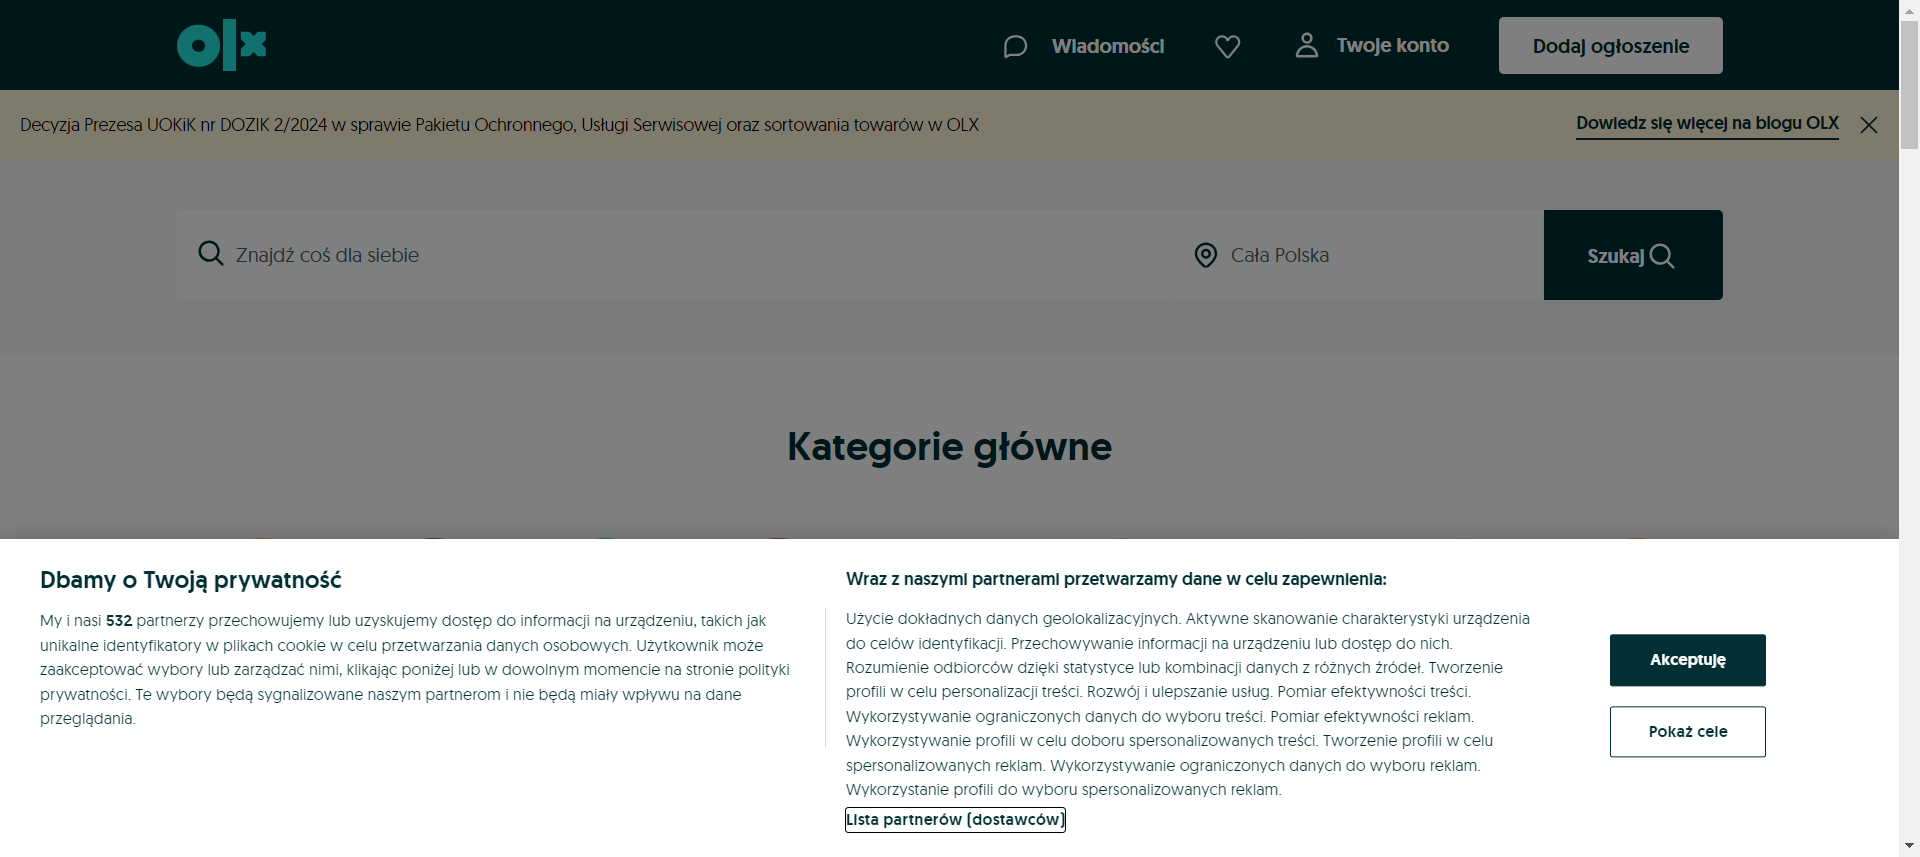 olx
Wiadomości
Twoje konto
Dodaj ogłoszenie
Decyzja Prezesa UOKiK nr DOZIK 2/2024 w sprawie Pakietu Ochronnego, Usługi Serwisowej oraz sortowania towarów w OLX
Dowiedz się więcej na blogu OLX
Znajdź coś dla siebie
Cała Polska
Szukaj
Kategorie główne
Dbamy o Twoją prywatność
My i nasi 532 partnerzy przechowujemy lub uzyskujemy dostęp do informacji na urządzeniu, takich jak
unikalne identyfikatory w plikach cookie w celu przetwarzania danych osobowych. Użytkownik może
zaakceptować wybory lub zarządzać nimi, klikając poniżej lub w dowolnym momencie na stronie polityki
prywatności. Te wybory będą sygnalizowane naszym partnerom i nie będą miały wpływu na dane
przeglądania.
Wraz z naszymi partnerami przetwarzamy dane w celu zapewnienia:
Użycie dokładnych danych geolokalizacyjnych. Aktywne skanowanie charakterystyki urządzenia
do celów identyfikacji. Przechowywanie informacji na urządzeniu lub dostęp do nich.
Rozumienie odbiorców dzięki statystyce lub kombinacji danych z różnych źródeł. Tworzenie
profili w celu personalizacji treści. Rozwój i ulepszanie usług. Pomiar efektywności treści.
Wykorzystywanie ograniczonych danych do wyboru treści. Pomiar efektywności reklam.
Wykorzystywanie profili w celu doboru spersonalizowanych treści. Tworzenie profili w celu
spersonalizowanych reklam. Wykorzystywanie ograniczonych danych do wyboru reklam.
Wykorzystanie profili do wyboru spersonalizowanych reklam.
Lista partnerów (dostawców)
Akceptuję
Pokaż cele